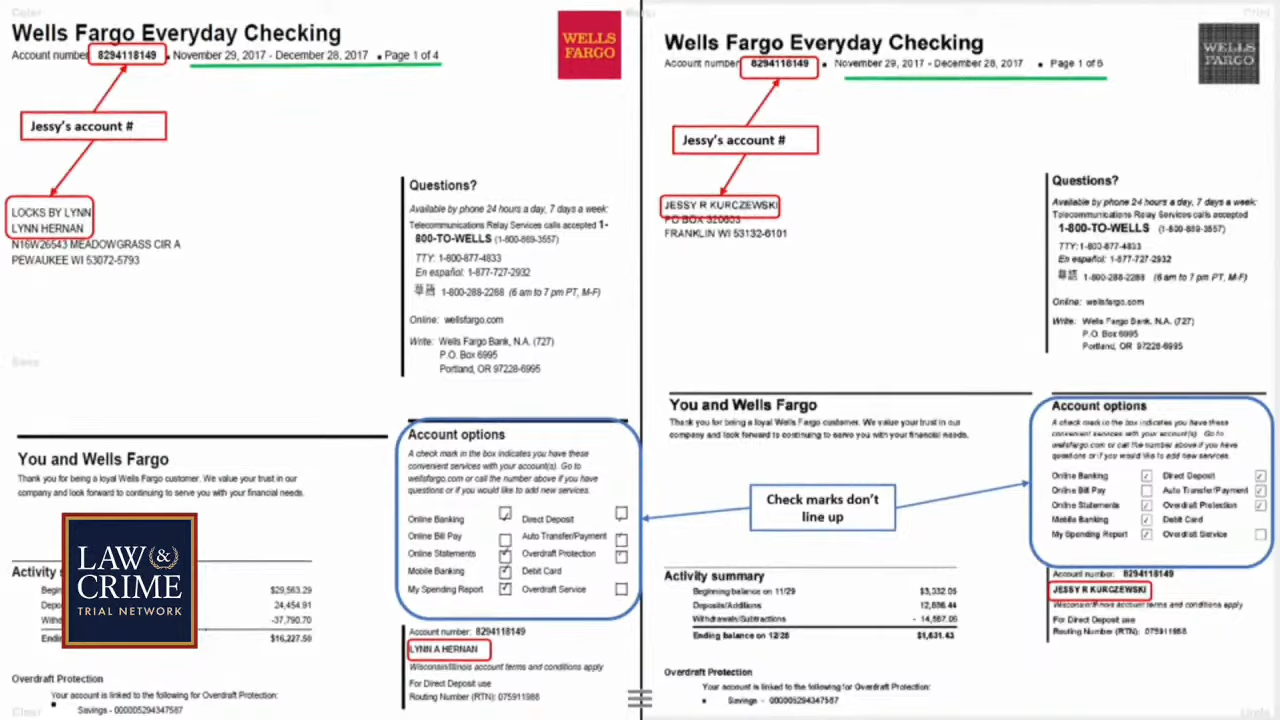 Wells Fargo Everyday Checking
Account number 8294118149 • November 29, 2017 - December 28, 2017 • Page 1 of 4
WELLS
FARGO
Jessy's account #
LOCKS BY LYNN
LYNN HERNAN
N16W26543 MEADOWGRASS CIR A
PEWAUKEE WI 53072-5793
Questions?
Available by phone 24 hours a day, 7 days a week:
Telecommunications Relay Services calls accepted 1-
800-TO-WELLS (1-800-869-3557)
TTY: 1-800-877-4833
En español: 1-877-727-2932
華語 1-800-288-2288 (6 am to 7 pm PT, M-F)
Online: wellsfargo.com
Write: Wells Fargo Bank, N.A. (727)
P.O. Box 6995
Portland, OR 97228-6995
You and Wells Fargo
Thank you for being a loyal Wells Fargo customer. We value your trust in our
company and look forward to continuing to serve you with your financial needs.
Account options
A check mark in the box indicates you have these
convenient services with your account(s). Go to
wellsfargo.com or call the number above if you have
questions or if you would like to add new services.
Online Banking Direct Deposit
Online Bill Pay Auto Transfer/Payment
Online Statements Overdraft Protection
Mobile Banking Debit Card
My Spending Report Overdraft Service
LAW &
CRIME
TRIAL NETWORK
Activity
$29,563.29
24,454.91
-37,790.70
$16,227.50
Account number: 8294118149
LYNN A HERNAN
Wisconsin/Illinois account terms and conditions apply
For Direct Deposit use
Routing Number (RTN): 075911988
Overdraft Protection
Your account is linked to the following for Overdraft Protection:
▪ Savings - 000005294347587
Wells Fargo Everyday Checking
Account number 8294118149 • November 29, 2017 - December 28, 2017 • Page 1 of 6
WELLS
FARGO
Jessy's account #
JESSY R KURCZEWSKI
PO BOX 320603
FRANKLIN WI 53132-6101
Questions?
Available by phone 24 hours a day, 7 days a week:
Telecommunications Relay Services calls accepted
1-800-TO-WELLS (1-800-869-3557)
TTY: 1-800-877-4833
En español: 1-877-727-2932
華語 1-800-288-2288 (6 am to 7 pm PT, M-F)
Online: wellsfargo.com
Write: Wells Fargo Bank, N.A. (727)
P.O. Box 6995
Portland, OR 97228-6995
You and Wells Fargo
Thank you for being a loyal Wells Fargo customer. We value your trust in our
company and look forward to continuing to serve you with your financial needs.
Account options
A check mark in the box indicates you have these
convenient services with your account(s). Go to
wellsfargo.com or call the number above if you have
questions or if you would like to add new services.
Online Banking Direct Deposit
Online Bill Pay Auto Transfer/Payment
Online Statements Overdraft Protection
Mobile Banking Debit Card
My Spending Report Overdraft Service
Check marks don't
line up
Activity summary
Beginning balance on 11/29 $3,332.05
Deposits/Additions
Withdrawals/Subtractions
Ending balance on 12/28 $1,631.43
Account number: 8294118149
JESSY R KURCZEWSKI
Wisconsin/Illinois account terms and conditions apply
For Direct Deposit use
Routing Number (RTN): 075911988
Overdraft Protection
Your account is linked to the following for Overdraft Protection:
▪ Savings - 000005294347587